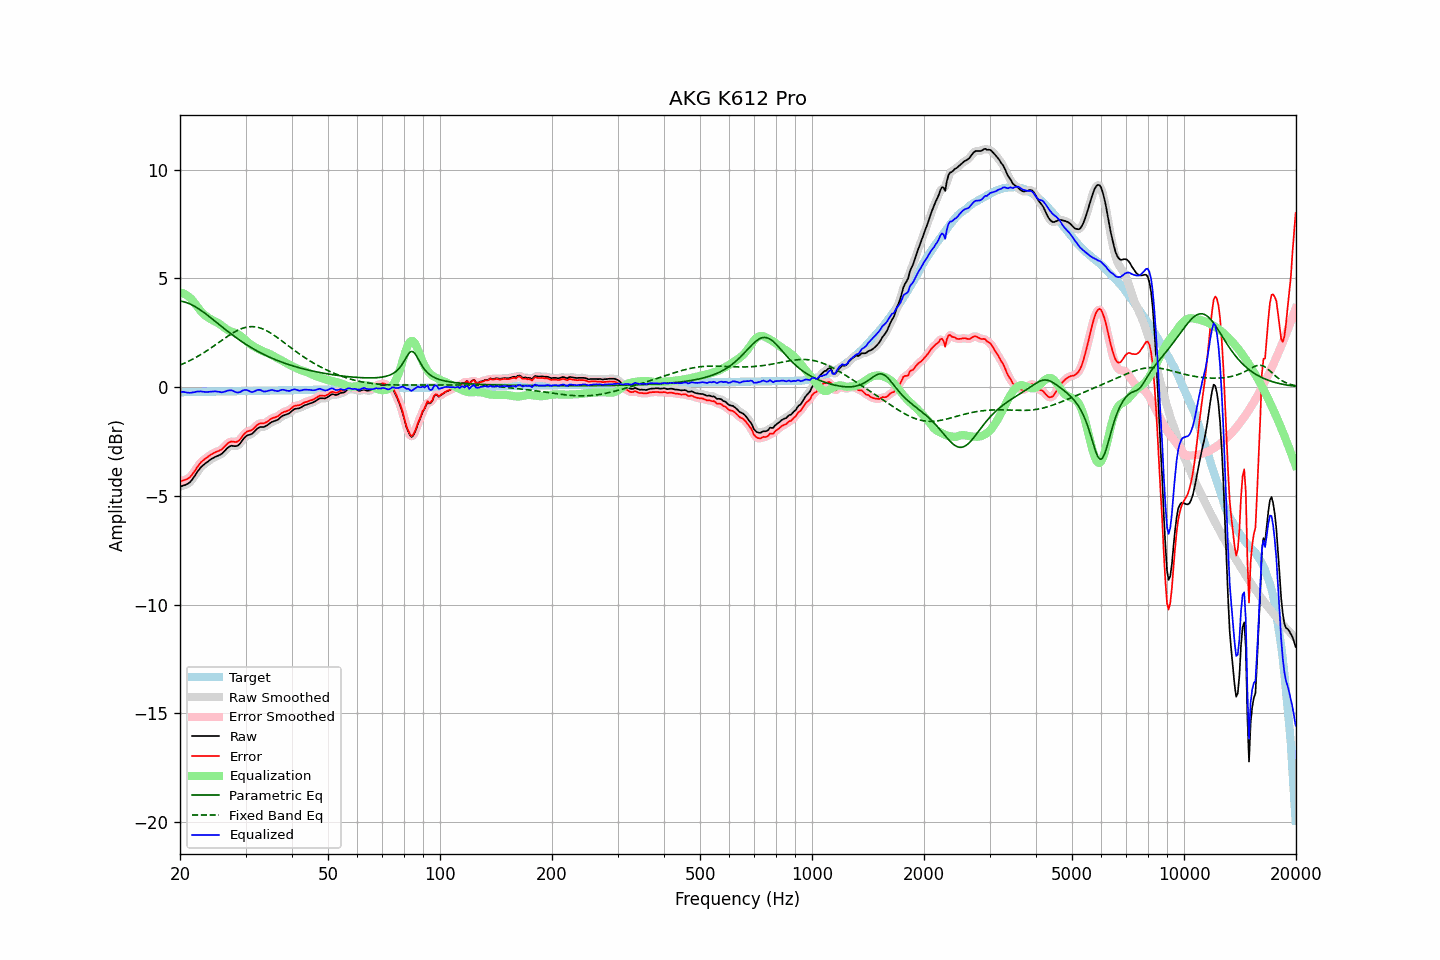 AKG K612 Pro
10
5
0
−5
−10
−15
−20
Amplitude (dBr)
Target
Raw Smoothed
Error Smoothed
Raw
Error
Equalization
Parametric Eq
Fixed Band Eq
Equalized
20 50 100 200 500 1000 2000 5000 10000 20000
Frequency (Hz)